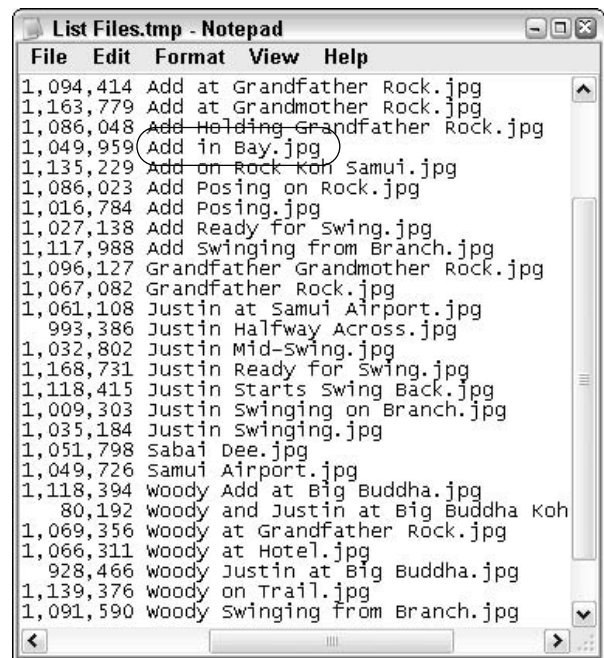 List Files.tmp - Notepad
File Edit Format View Help
1,094,414 Add at Grandfather Rock.jpg
1,163,779 Add at Grandmother Rock.jpg
1,086,048 Add Holding Grandfather Rock.jpg
1,049,959 Add in Bay.jpg
1,135,229 Add on Rock Koh Samui.jpg
1,086,023 Add Posing on Rock.jpg
1,016,784 Add Posing.jpg
1,027,138 Add Ready for Swing.jpg
1,117,988 Add Swinging from Branch.jpg
1,096,127 Grandfather Grandmother Rock.jpg
1,067,082 Grandfather Rock.jpg
1,061,108 Justin at Samui Airport.jpg
993,386 Justin Halfway Across.jpg
1,032,802 Justin Mid-Swing.jpg
1,168,731 Justin Ready for Swing.jpg
1,118,415 Justin Starts Swing Back.jpg
1,009,303 Justin Swinging on Branch.jpg
1,035,184 Justin Swinging.jpg
1,051,798 Sabai Dee.jpg
1,049,726 Samui Airport.jpg
1,118,394 Woody Add at Big Buddha.jpg
80,192 Woody and Justin at Big Buddha Koh
1,069,356 Woody at Grandfather Rock.jpg
1,066,311 Woody at Hotel.jpg
928,466 Woody Justin at Big Buddha.jpg
1,139,376 Woody on Trail.jpg
1,091,590 Woody Swinging from Branch.jpg